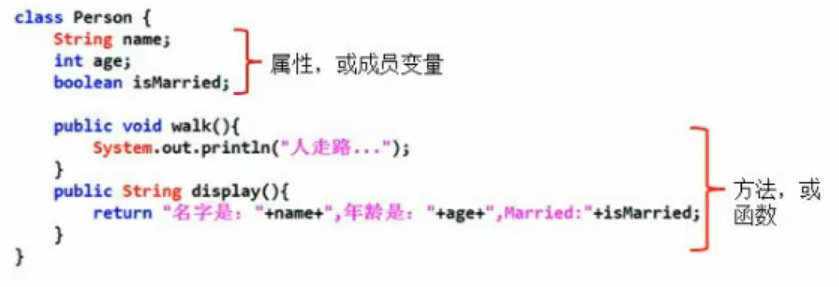 class Person {
String name;
int age;
boolean isMarried;
属性，或成员变量
public void walk(){
System.out.println("人走路...");
}
public String display(){
return "名字是："+name+",年龄是："+age+",Married:"+isMarried;
}
}
方法，或
函数